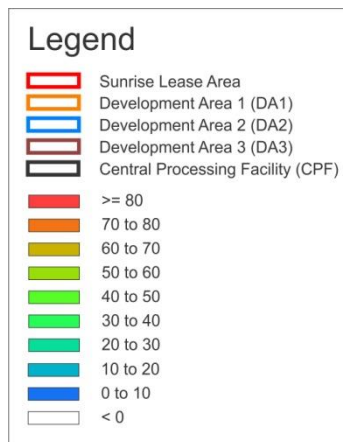 Legend
Sunrise Lease Area
Development Area 1 (DA1)
Development Area 2 (DA2)
Development Area 3 (DA3)
Central Processing Facility (CPF)
>= 80
70 to 80
60 to 70
50 to 60
40 to 50
30 to 40
20 to 30
10 to 20
0 to 10
< 0